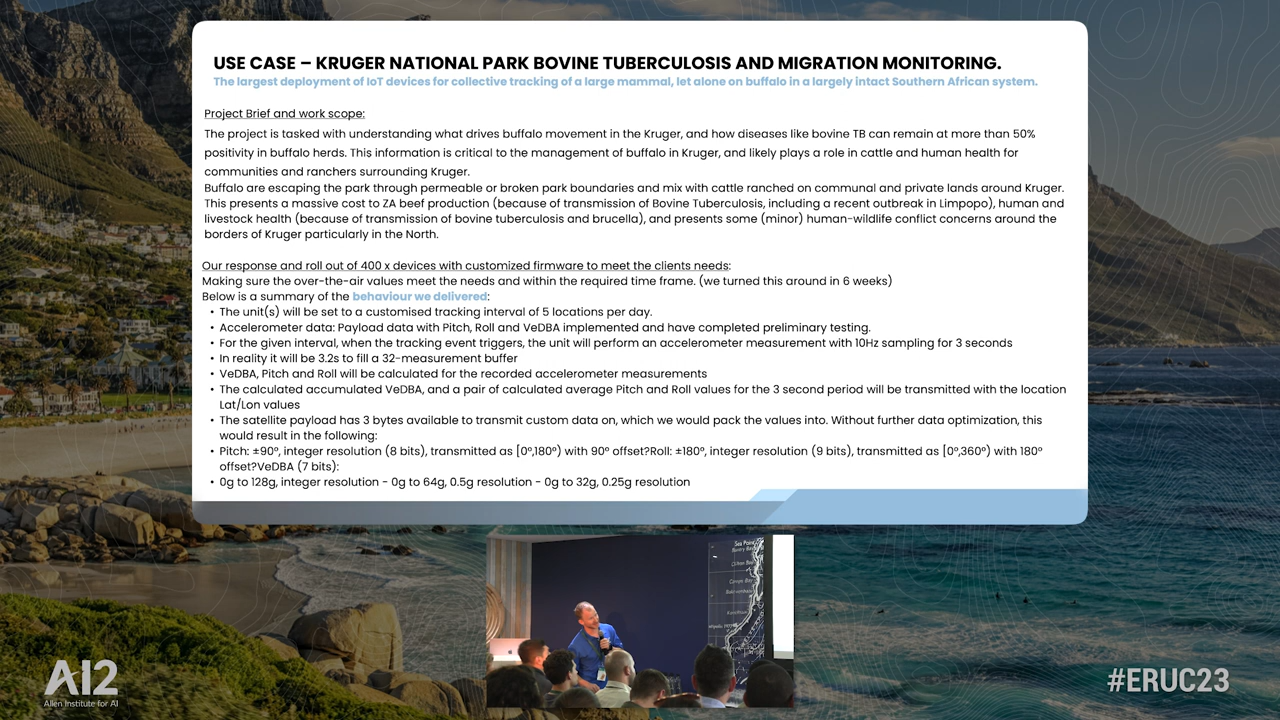 USE CASE – KRUGER NATIONAL PARK BOVINE TUBERCULOSIS AND MIGRATION MONITORING.
The largest deployment of IoT devices for collective tracking of a large mammal, let alone on buffalo in a largely intact Southern African system.
Project Brief and work scope:
The project is tasked with understanding what drives buffalo movement in the Kruger, and how diseases like bovine TB can remain at more than 50%
positivity in buffalo herds. This information is critical to the management of buffalo in Kruger, and likely plays a role in cattle and human health for
communities and ranchers surrounding Kruger.
Buffalo are escaping the park through permeable or broken park boundaries and mix with cattle ranched on communal and private lands around Kruger.
This presents a massive cost to ZA beef production (because of transmission of Bovine Tuberculosis, including a recent outbreak in Limpopo), human and
livestock health (because of transmission of bovine tuberculosis and brucella), and presents some (minor) human-wildlife conflict concerns around the
borders of Kruger particularly in the North.
Our response and roll out of 400 x devices with customized firmware to meet the clients needs:
Making sure the over-the-air values meet the needs and within the required time frame. (we turned this around in 6 weeks)
Below is a summary of the behaviour we delivered:
• The unit(s) will be set to a customised tracking interval of 5 locations per day.
• Accelerometer data: Payload data with Pitch, Roll and VeDBA implemented and have completed preliminary testing.
• For the given interval, when the tracking event triggers, the unit will perform an accelerometer measurement with 10Hz sampling for 3 seconds
• In reality it will be 3.2s to fill a 32-measurement buffer
• VeDBA, Pitch and Roll will be calculated for the recorded accelerometer measurements
• The calculated accumulated VeDBA, and a pair of calculated average Pitch and Roll values for the 3 second period will be transmitted with the location
Lat/Lon values
• The satellite payload has 3 bytes available to transmit custom data on, which we would pack the values into. Without further data optimization, this
would result in the following:
• Pitch: ±90°, integer resolution (8 bits), transmitted as [0°,180°) with 90° offset?Roll: ±180°, integer resolution (9 bits), transmitted as [0°,360°) with 180°
offset?VeDBA (7 bits):
• 0g to 128g, integer resolution - 0g to 64g, 0.5g resolution - 0g to 32g, 0.25g resolution
Sea Point
Bantry Bay
Clifton Bay
Camps Bay
AI2
Allen Institute for AI
#ERUC23